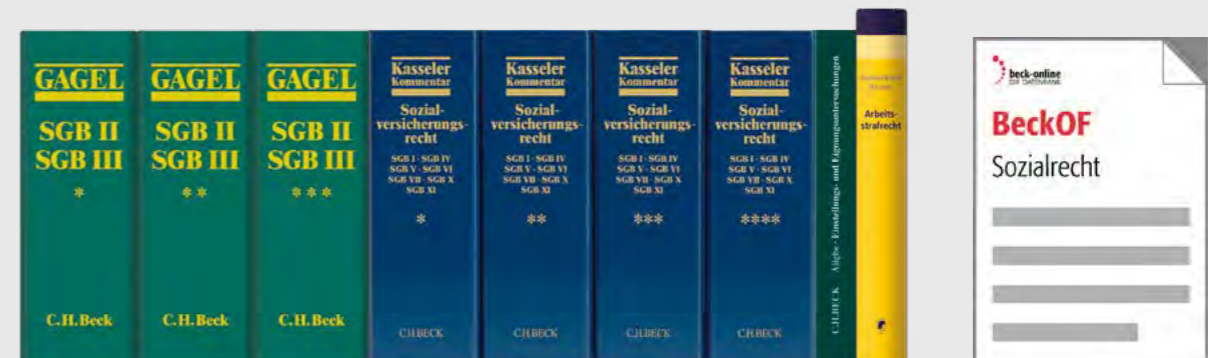 GAGEL
SGB II
SGB III
*
C.H.Beck
GAGEL
SGB II
SGB III
**
C.H.Beck
GAGEL
SGB II
SGB III
***
C.H.Beck
Kasseler
Kommentar
Sozial-
versicherungs-
recht
SGB I · SGB IV
SGB V · SGB VI
SGB VII · SGB X
SGB XI
*
C.H.BECK
Kasseler
Kommentar
Sozial-
versicherungs-
recht
SGB I · SGB IV
SGB V · SGB VI
SGB VII · SGB X
SGB XI
**
C.H.BECK
Kasseler
Kommentar
Sozial-
versicherungs-
recht
SGB I · SGB IV
SGB V · SGB VI
SGB VII · SGB X
SGB XI
***
C.H.BECK
Kasseler
Kommentar
Sozial-
versicherungs-
recht
SGB I · SGB IV
SGB V · SGB VI
SGB VII · SGB X
SGB XI
****
C.H.BECK
C.H.BECK Aligbe · Einstellungs- und Eignungsuntersuchungen
Arbeits-
strafrecht
beck-online
DIE DATENBANK
BeckOF
Sozialrecht